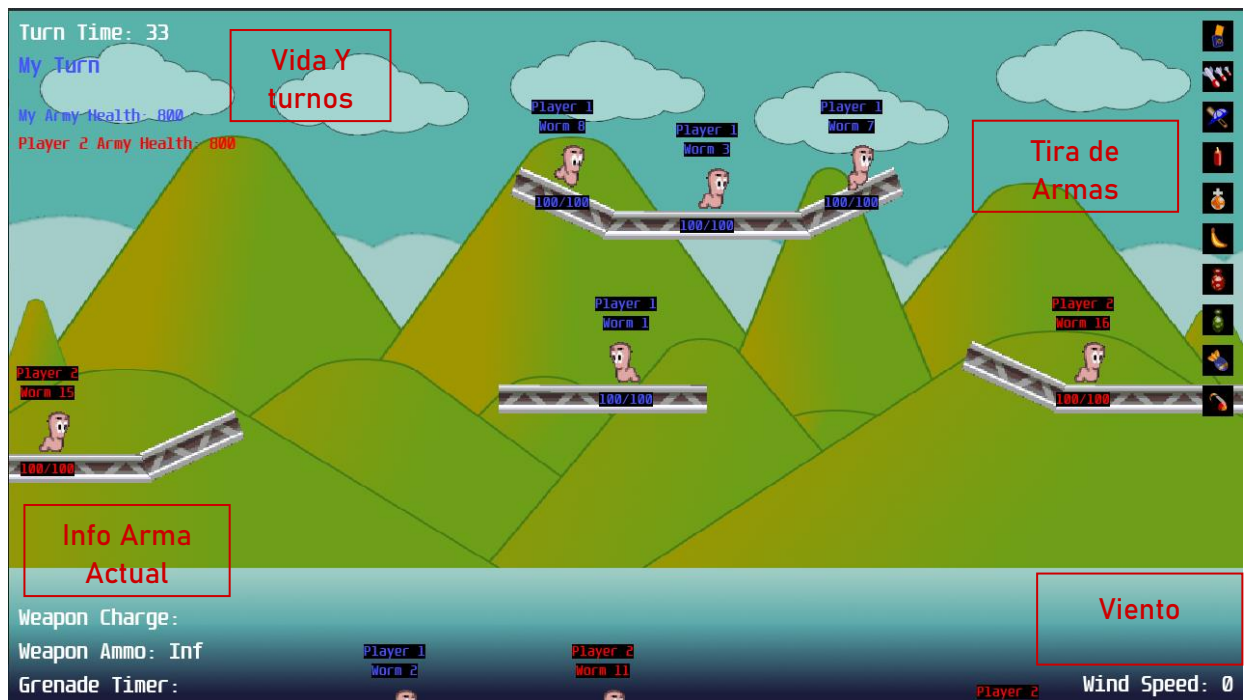 Turn Time: 33
My Turn
My Army Health: 800
Player 2 Army Health: 800
Vida Y
turnos
Player 1
Worm 8
100/100
Player 1
Worm 3
100/100
Player 1
Worm 7
100/100
Tira de
Armas
Player 1
Worm 1
100/100
Player 2
Worm 16
100/100
Player 2
Worm 15
100/100
Info Arma
Actual
Viento
Weapon Charge:
Weapon Ammo: Inf
Grenade Timer:
Player 1
Worm 2
Player 2
Worm 11
Player 2
Wind Speed: 0